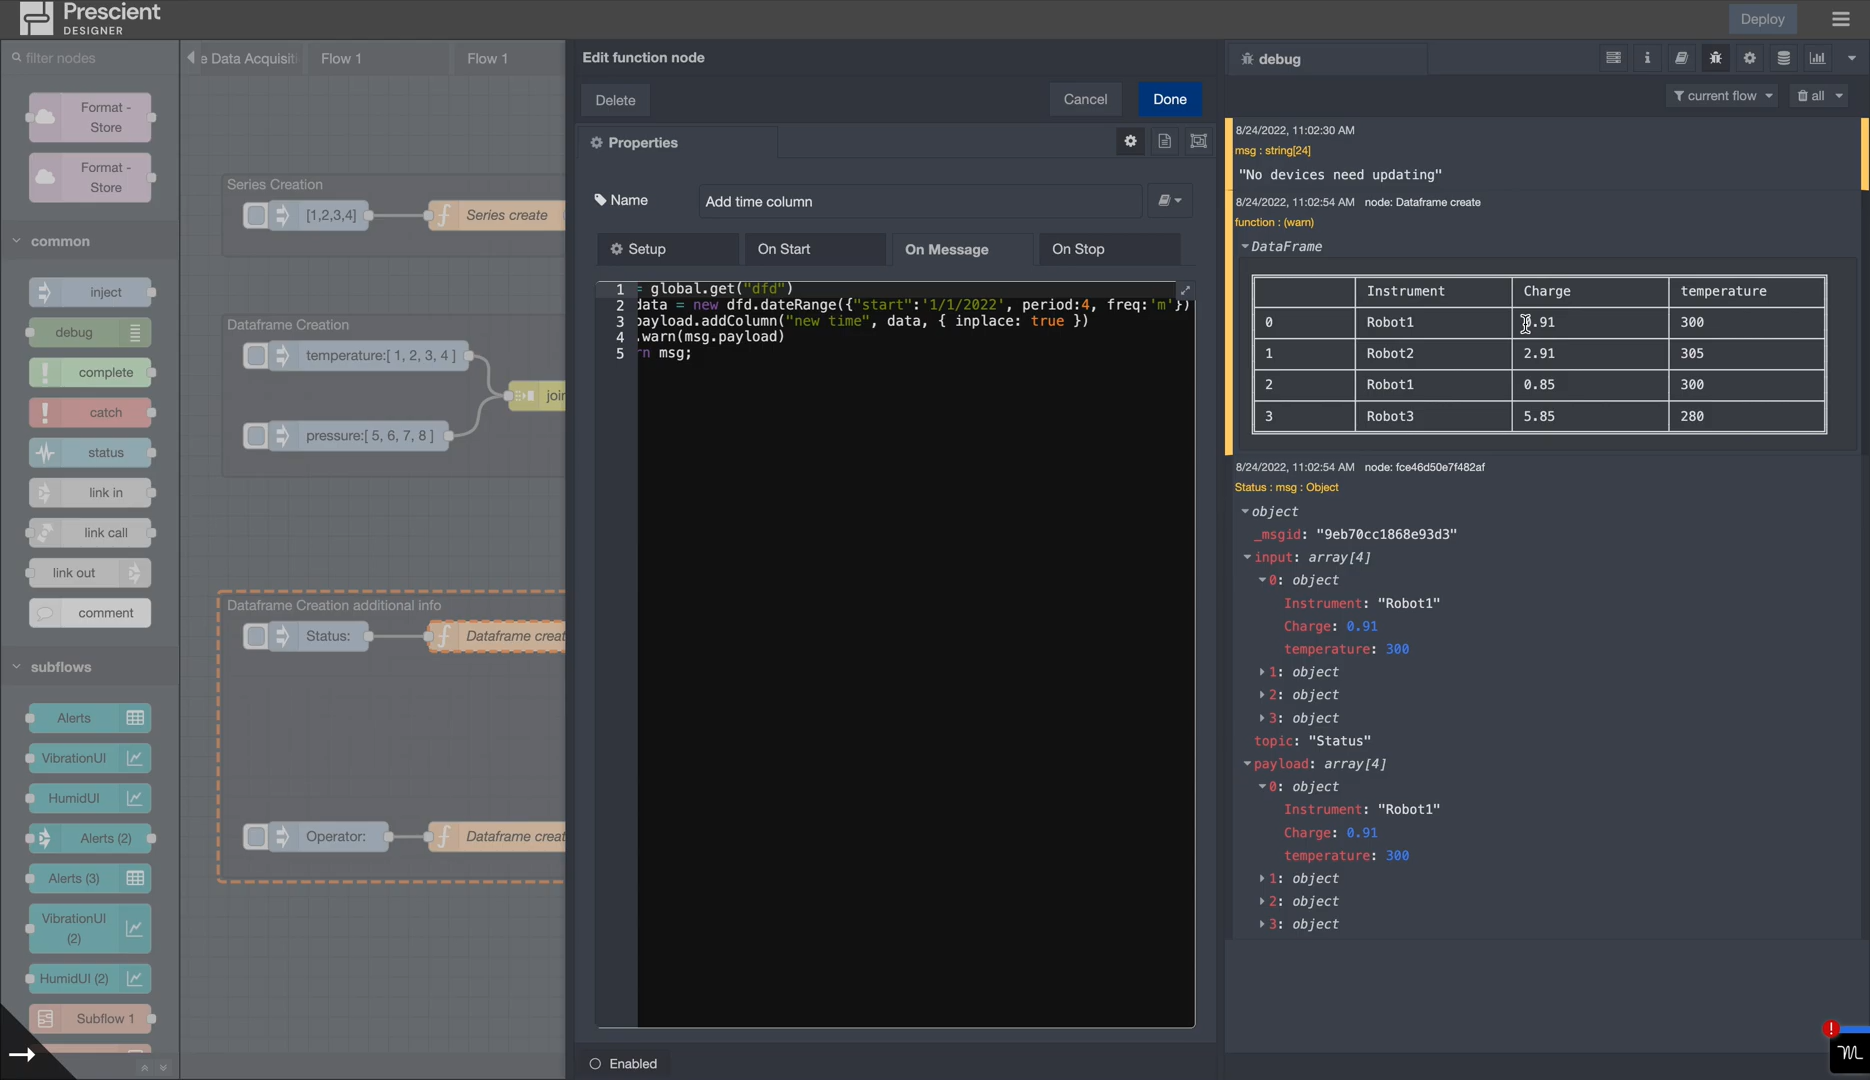 Prescient
DESIGNER
Deploy
filter nodes
e Data Acquisit
Flow 1
Flow 1
Format -
Store
Format -
Store
common
inject
debug
complete
catch
status
link in
link call
link out
comment
subflows
Alerts
VibrationUI
HumidUI
Alerts (2)
Alerts (3)
VibrationUI
(2)
HumidUI (2)
Subflow 1
Series Creation
[1,2,3,4]
Series create
Dataframe Creation
temperature:[ 1, 2, 3, 4 ]
join
pressure:[ 5, 6, 7, 8 ]
Dataframe Creation additional info
Status:
Dataframe creat
Operator:
Dataframe creat
Edit function node
Delete
Cancel
Done
Properties
Name
Add time column
Setup
On Start
On Message
On Stop
1 = global.get("dfd")
2 data = new dfd.dateRange({"start":'1/1/2022', period:4, freq:'m'})
3 payload.addColumn("new time", data, { inplace: true })
4 .warn(msg.payload)
5 rn msg;
Enabled
debug
current flow
all
8/24/2022, 11:02:30 AM
msg : string[24]
"No devices need updating"
8/24/2022, 11:02:54 AM node: Dataframe create
function : (warn)
DataFrame
Instrument Charge temperature
0 Robot1 0.91 300
1 Robot2 2.91 305
2 Robot1 0.85 300
3 Robot3 5.85 280
8/24/2022, 11:02:54 AM node: fce46d50e7f482af
Status : msg : Object
object
_msgid: "9eb70cc1868e93d3"
input: array[4]
0: object
Instrument: "Robot1"
Charge: 0.91
temperature: 300
1: object
2: object
3: object
topic: "Status"
payload: array[4]
0: object
Instrument: "Robot1"
Charge: 0.91
temperature: 300
1: object
2: object
3: object